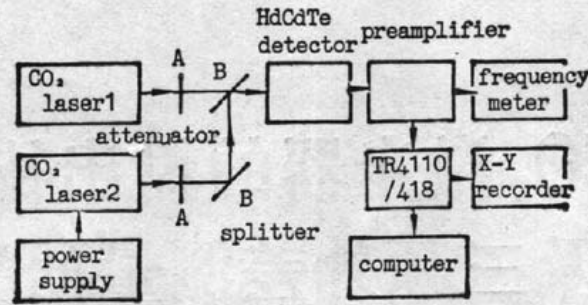 HdCdTe
detector
preamplifier
A
B
CO₂
laser1
frequency
meter
attenuator
CO₂
laser2
TR4110
/418
X-Y
recorder
A
B
splitter
power
supply
computer